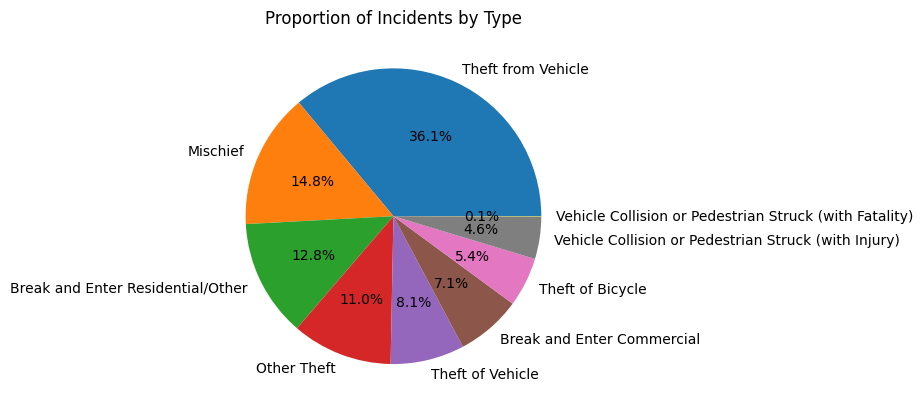 Proportion of Incidents by Type
Theft from Vehicle
36.1%
Mischief
14.8%
Break and Enter Residential/Other
12.8%
Other Theft
11.0%
Theft of Vehicle
8.1%
Break and Enter Commercial
7.1%
Theft of Bicycle
5.4%
Vehicle Collision or Pedestrian Struck (with Injury)
4.6%
Vehicle Collision or Pedestrian Struck (with Fatality)
0.1%